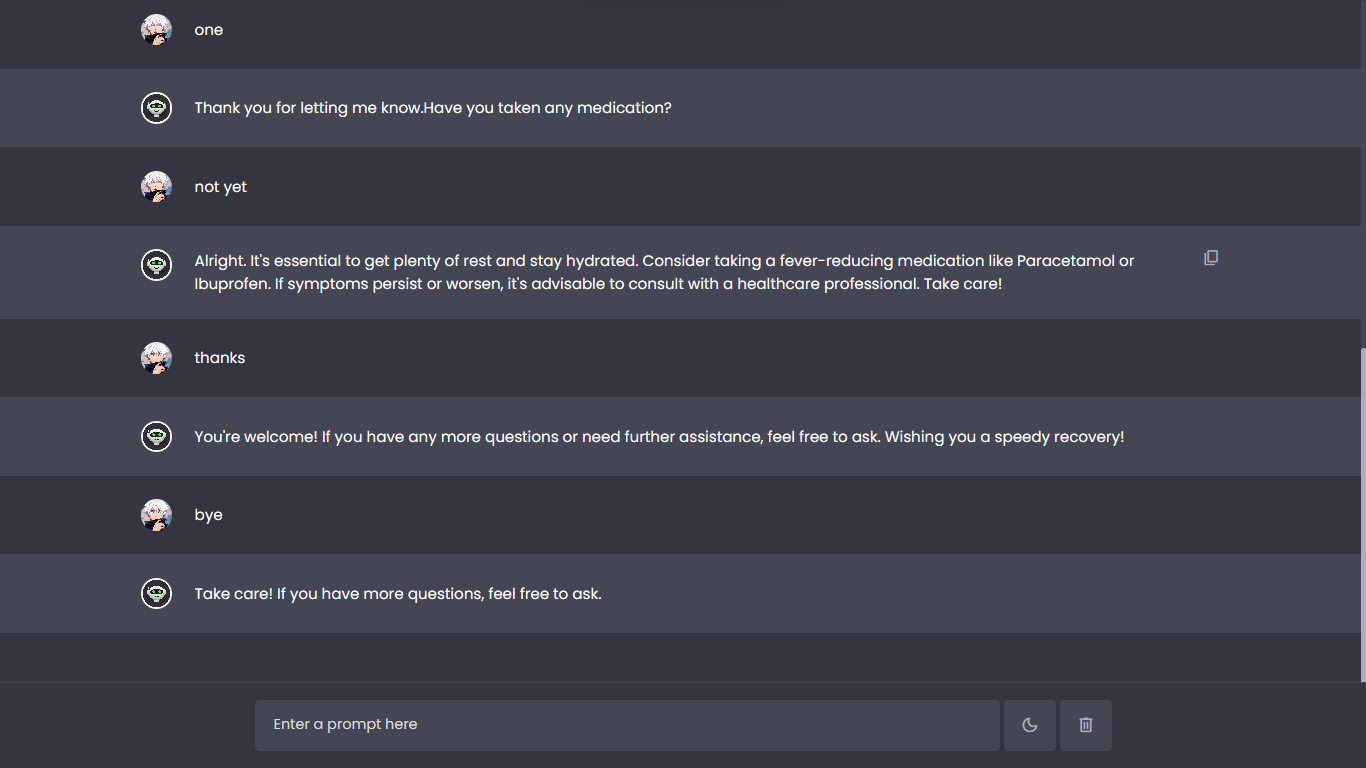 one
Thank you for letting me know.Have you taken any medication?
not yet
Alright. It's essential to get plenty of rest and stay hydrated. Consider taking a fever-reducing medication like Paracetamol or
Ibuprofen. If symptoms persist or worsen, it's advisable to consult with a healthcare professional. Take care!
thanks
You're welcome! If you have any more questions or need further assistance, feel free to ask. Wishing you a speedy recovery!
bye
Take care! If you have more questions, feel free to ask.
Enter a prompt here